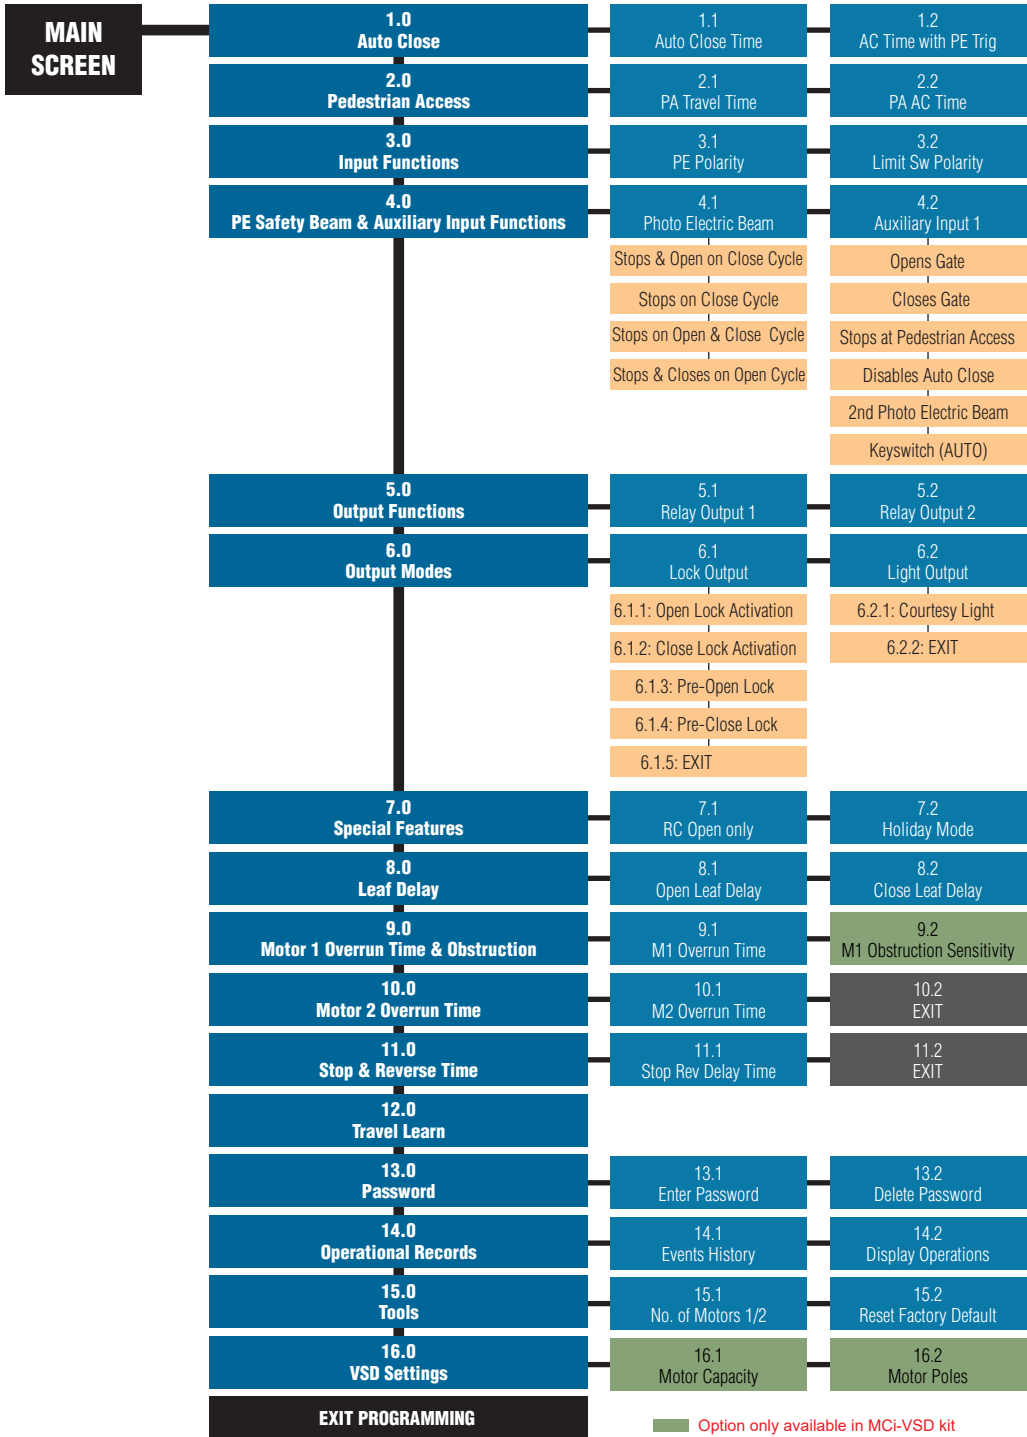 MAIN
SCREEN
1.0
Auto Close
1.1
Auto Close Time
1.2
AC Time with PE Trig
2.0
Pedestrian Access
2.1
PA Travel Time
2.2
PA AC Time
3.0
Input Functions
3.1
PE Polarity
3.2
Limit Sw Polarity
4.0
PE Safety Beam & Auxiliary Input Functions
4.1
Photo Electric Beam
4.2
Auxiliary Input 1
Stops & Open on Close Cycle
Stops on Close Cycle
Stops on Open & Close Cycle
Stops & Closes on Open Cycle
Opens Gate
Closes Gate
Stops at Pedestrian Access
Disables Auto Close
2nd Photo Electric Beam
Keyswitch (AUTO)
5.0
Output Functions
5.1
Relay Output 1
5.2
Relay Output 2
6.0
Output Modes
6.1
Lock Output
6.2
Light Output
6.1.1: Open Lock Activation
6.1.2: Close Lock Activation
6.1.3: Pre-Open Lock
6.1.4: Pre-Close Lock
6.1.5: EXIT
6.2.1: Courtesy Light
6.2.2: EXIT
7.0
Special Features
7.1
RC Open only
7.2
Holiday Mode
8.0
Leaf Delay
8.1
Open Leaf Delay
8.2
Close Leaf Delay
9.0
Motor 1 Overrun Time & Obstruction
9.1
M1 Overrun Time
9.2
M1 Obstruction Sensitivity
10.0
Motor 2 Overrun Time
10.1
M2 Overrun Time
10.2
EXIT
11.0
Stop & Reverse Time
11.1
Stop Rev Delay Time
11.2
EXIT
12.0
Travel Learn
13.0
Password
13.1
Enter Password
13.2
Delete Password
14.0
Operational Records
14.1
Events History
14.2
Display Operations
15.0
Tools
15.1
No. of Motors 1/2
15.2
Reset Factory Default
16.0
VSD Settings
16.1
Motor Capacity
16.2
Motor Poles
EXIT PROGRAMMING
Option only available in MCi-VSD kit